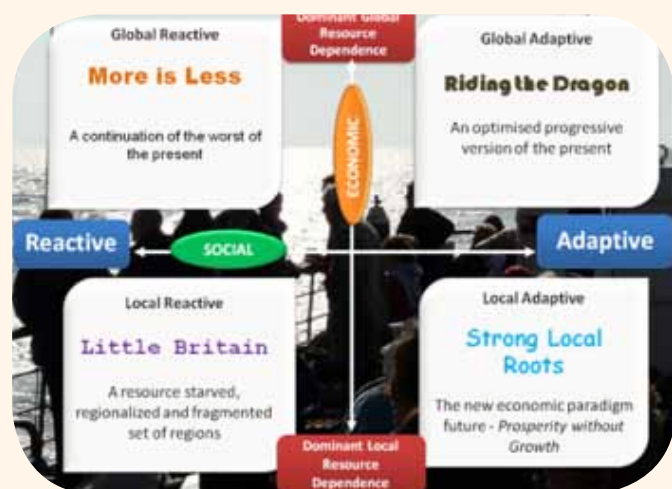 Dominant Global
Resource
Dependence
Global Reactive
More is Less
A continuation of the worst of
the present
Global Adaptive
Riding the Dragon
An optimised progressive
version of the present
ECONOMIC
Reactive
SOCIAL
Adaptive
Local Reactive
Little Britain
A resource starved,
regionalized and fragmented
set of regions
Local Adaptive
Strong Local
Roots
The new economic paradigm
future - Prosperity without
Growth
Dominant Local
Resource
Dependence